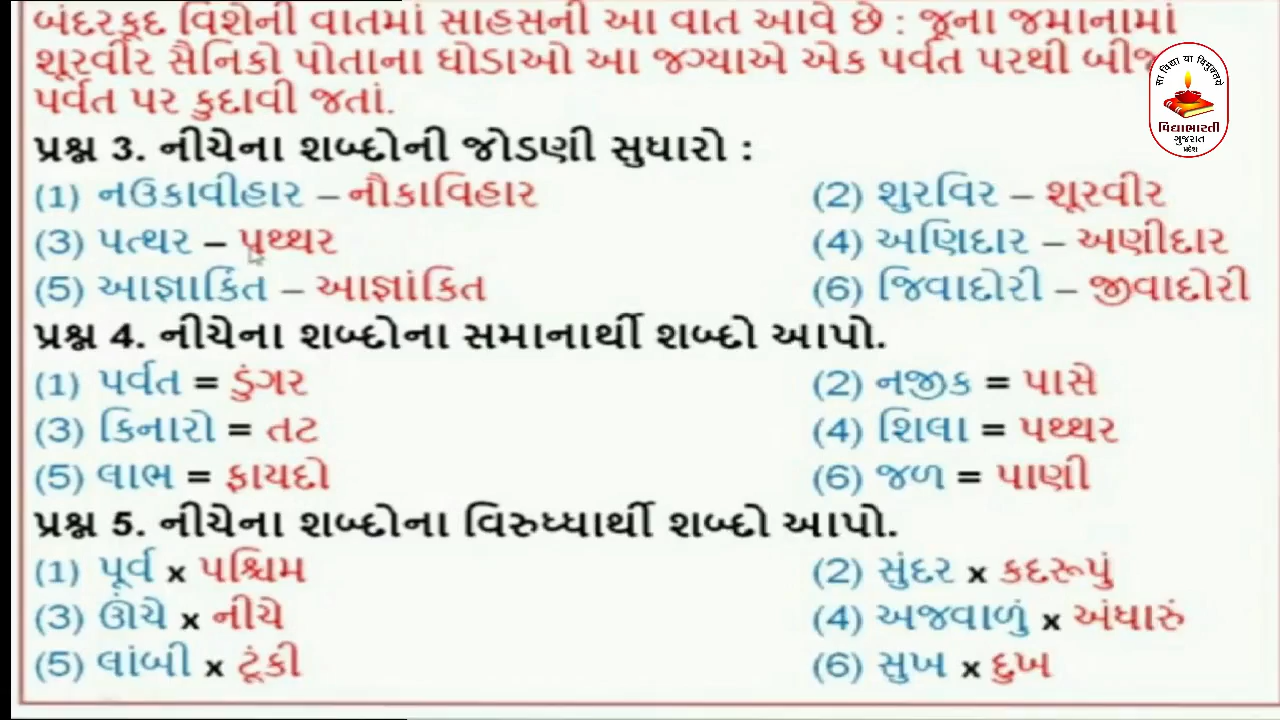 બંદરકૂદ વિશેની વાતમાં સાહસની આ વાત આવે છે : જૂના જમાનામાં
શૂરવીર સૈનિકો પોતાના ઘોડાઓ આ જગ્યાએ એક પર્વત પરથી બીજા
પર્વત પર કુદાવી જતાં.
સા વિદ્યા યા વિમુક્તયે
વિદ્યાભારતી
ગુજરાત
પ્રદેશ
પ્રશ્ન 3. નીચેના શબ્દોની જોડણી સુધારો :
(1) નઉકાવીહાર – નૌકાવિહાર (2) શુરવિર – શૂરવીર
(3) પત્થર – પથ્થર (4) અણિદાર – અણીદાર
(5) આજ્ઞાર્કિત – આજ્ઞાંકિત (6) જિવાદોરી – જીવાદોરી
પ્રશ્ન 4. નીચેના શબ્દોના સમાનાર્થી શબ્દો આપો.
(1) પર્વત = ડુંગર (2) નજીક = પાસે
(3) કિનારો = તટ (4) શિલા = પથ્થર
(5) લાભ = ફાયદો (6) જળ = પાણી
પ્રશ્ન 5. નીચેના શબ્દોના વિરુધ્ધાર્થી શબ્દો આપો.
(1) પૂર્વ x પશ્ચિમ (2) સુંદર x કદરૂપું
(3) ઊંચે x નીચે (4) અજવાળું x અંધારું
(5) લાંબી x ટૂંકી (6) સુખ x દુખ